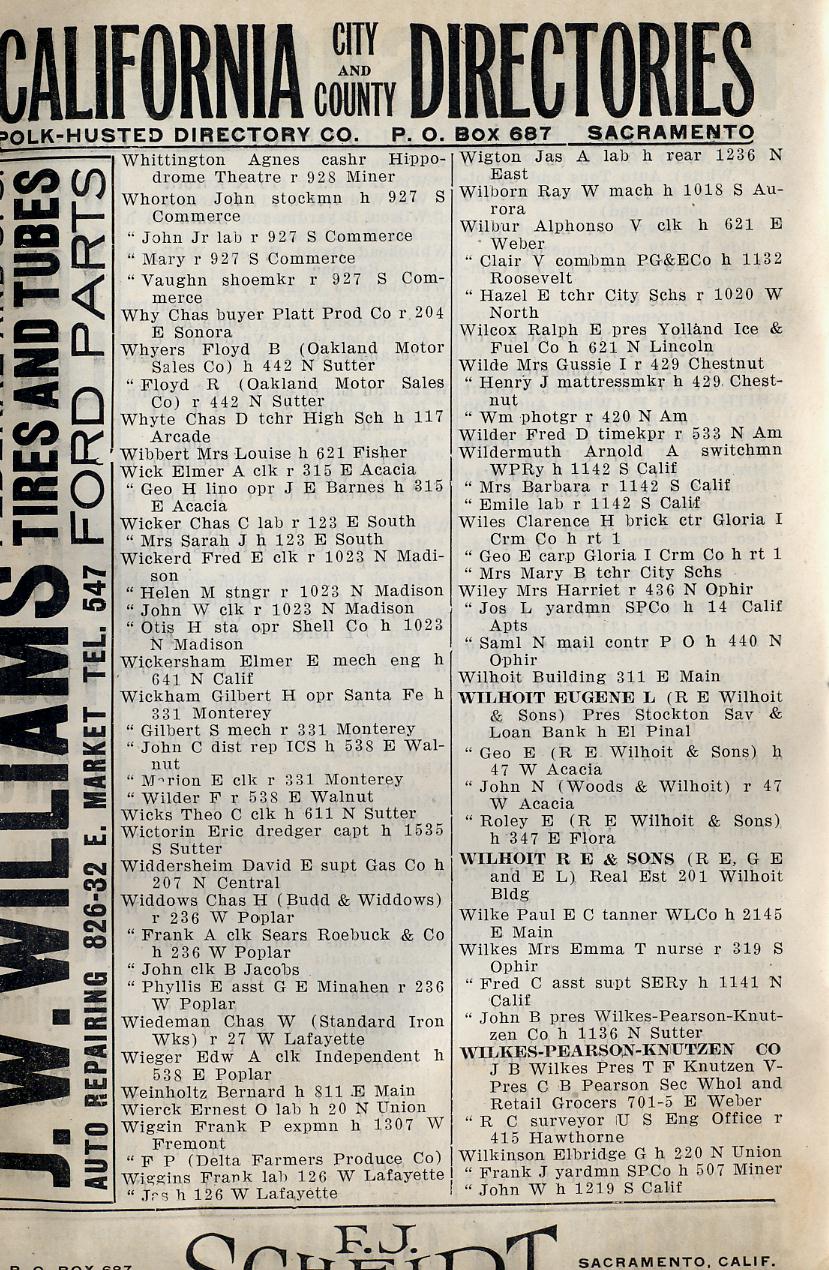 CALIFORNIA CITY AND COUNTY DIRECTORIES
POLK-HUSTED DIRECTORY CO. P. O. Box 687 SACRAMENTO
J. W. WILLIAMS TIRES AND TUBES
AUTO REPAIRING 826-32 E. MARKET TEL. 547 FORD PARTS
Whittington Agnes cashr Hippo-
drome Theatre r 928 Miner
Whorton John stockmn h 927 S
Commerce
“ John Jr lab r 927 S Commerce
“ Mary r 927 S Commerce
“ Vaughn shoemkr r 927 S Com-
merce
Why Chas buyer Platt Prod Co r 204
E Sonora
Whyers Floyd B (Oakland Motor
Sales Co) h 442 N Sutter
“ Floyd R (Oakland Motor Sales
Co) r 442 N Sutter
Whyte Chas D tchr High Sch h 117
Arcade
Wibbert Mrs Louise h 621 Fisher
Wick Elmer A clk r 315 E Acacia
“ Geo H lino opr J E Barnes h 315
E Acacia
Wicker Chas C lab r 123 E South
“ Mrs Sarah J h 123 E South
Wickerd Fred E clk r 1023 N Madi-
son
“ Helen M stngr r 1023 N Madison
“ John W clk r 1023 N Madison
“ Otis H sta opr Shell Co h 1023
N Madison
Wickersham Elmer E mech eng h
641 N Calif
Wickham Gilbert H opr Santa Fe h
331 Monterey
“ Gilbert S mech r 331 Monterey
“ John C dist rep ICS h 538 E Wal-
nut
“ Marion E clk r 331 Monterey
“ Wilder F r 538 E Walnut
Wicks Theo C clk h 611 N Sutter
Wictorin Eric dredger capt h 1535
S Sutter
Widdersheim David E supt Gas Co h
207 N Central
Widdows Chas H (Budd & Widdows)
r 236 W Poplar
“ Frank A clk Sears Roebuck & Co
h 236 W Poplar
“ John clk B Jacobs
“ Phyllis E asst G E Minahen r 236
W Poplar
Wiedeman Chas W (Standard Iron
Wks) r 27 W Lafayette
Wieger Edw A clk Independent h
538 E Poplar
Weinholtz Bernard h 811 E Main
Wierck Ernest O lab h 20 N Union
Wiggin Frank P expmn h 1307 W
Fremont
“ F P (Delta Farmers Produce Co)
Wiggins Frank lab 126 W Lafayette
“ Jas h 126 W Lafayette
Wigton Jas A lab h rear 1236 N
East
Wilborn Ray W mach h 1018 S Au-
rora
Wilbur Alphonso V clk h 621 E
Weber
“ Clair V combmn PG&ECo h 1132
Roosevelt
“ Hazel E tchr City Schs r 1020 W
North
Wilcox Ralph E pres Yolland Ice &
Fuel Co h 621 N Lincoln
Wilde Mrs Gussie I r 429 Chestnut
“ Henry J mattressmkr h 429 Chest-
nut
“ Wm photgr r 420 N Am
Wilder Fred D timekpr r 533 N Am
Wildermuth Arnold A switchmn
WPRy h 1142 S Calif
“ Mrs Barbara r 1142 S Calif
“ Emile lab r 1142 S Calif
Wiles Clarence H brick ctr Gloria I
Crm Co h rt 1
“ Geo E carp Gloria I Crm Co h rt 1
“ Mrs Mary B tchr City Schs
Wiley Mrs Harriet r 436 N Ophir
“ Jos L yardmn SPCo h 14 Calif
Apts
“ Saml N mail contr P O h 440 N
Ophir
Wilhoit Building 311 E Main
WILHOIT EUGENE L (R E Wilhoit
& Sons) Pres Stockton Sav &
Loan Bank h El Pinal
“ Geo E (R E Wilhoit & Sons) h
47 W Acacia
“ John N (Woods & Wilhoit) r 47
W Acacia
“ Roley E (R E Wilhoit & Sons)
h 347 E Flora
WILHOIT R E & SONS (R E, G E
and E L) Real Est 201 Wilhoit
Bldg
Wilke Paul E C tanner WLCo h 2145
E Main
Wilkes Mrs Emma T nurse r 319 S
Ophir
“ Fred C asst supt SERy h 1141 N
Calif
“ John B pres Wilkes-Pearson-Knut-
zen Co h 1136 N Sutter
WILKES-PEARSON-KNUTZEN CO
J B Wilkes Pres T F Knutzen V-
Pres C B Pearson Sec Whol and
Retail Grocers 701-5 E Weber
“ R C surveyor U S Eng Office r
415 Hawthorne
Wilkinson Elbridge G h 220 N Union
“ Frank J yardmn SPCo h 507 Miner
“ John W h 1219 S Calif
F. J.
SCHEIDT
P. O. BOX 687
SACRAMENTO, CALIF.